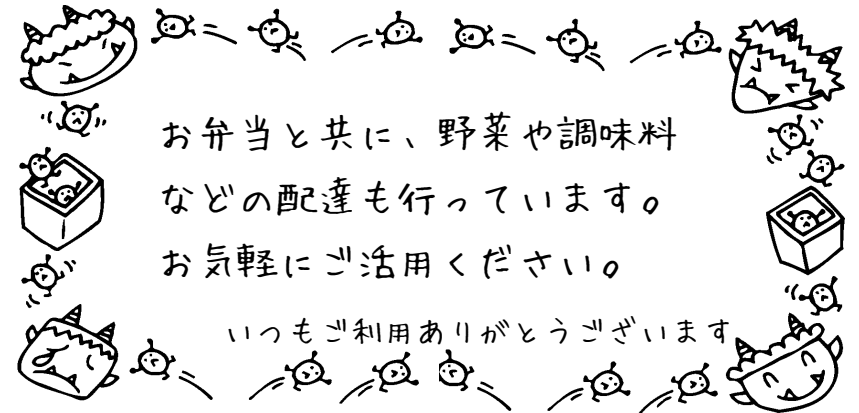 お弁当と共に、野菜や調味料
などの配達も行っています。
お気軽にご活用ください。
いつもご利用ありがとうございます